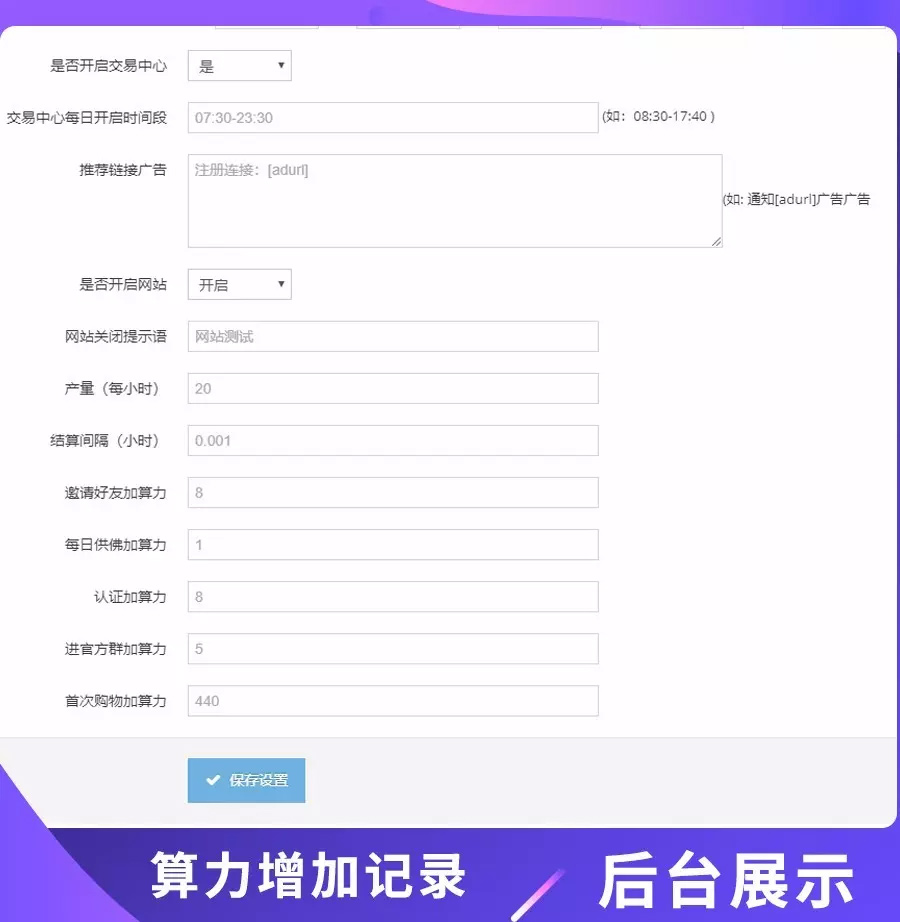 是否开启交易中心 是
交易中心每日开启时间段 07:30-23:30 (如：08:30-17:40 )
推荐链接广告 注册连接：[adurl]
(如: 通知[adurl]广告广告
是否开启网站 开启
网站关闭提示语 网站测试
产量（每小时） 20
结算间隔（小时） 0.001
邀请好友加算力 8
每日供佛加算力 1
认证加算力 8
进官方群加算力 5
首次购物加算力 440
保存设置
算力增加记录 后台展示